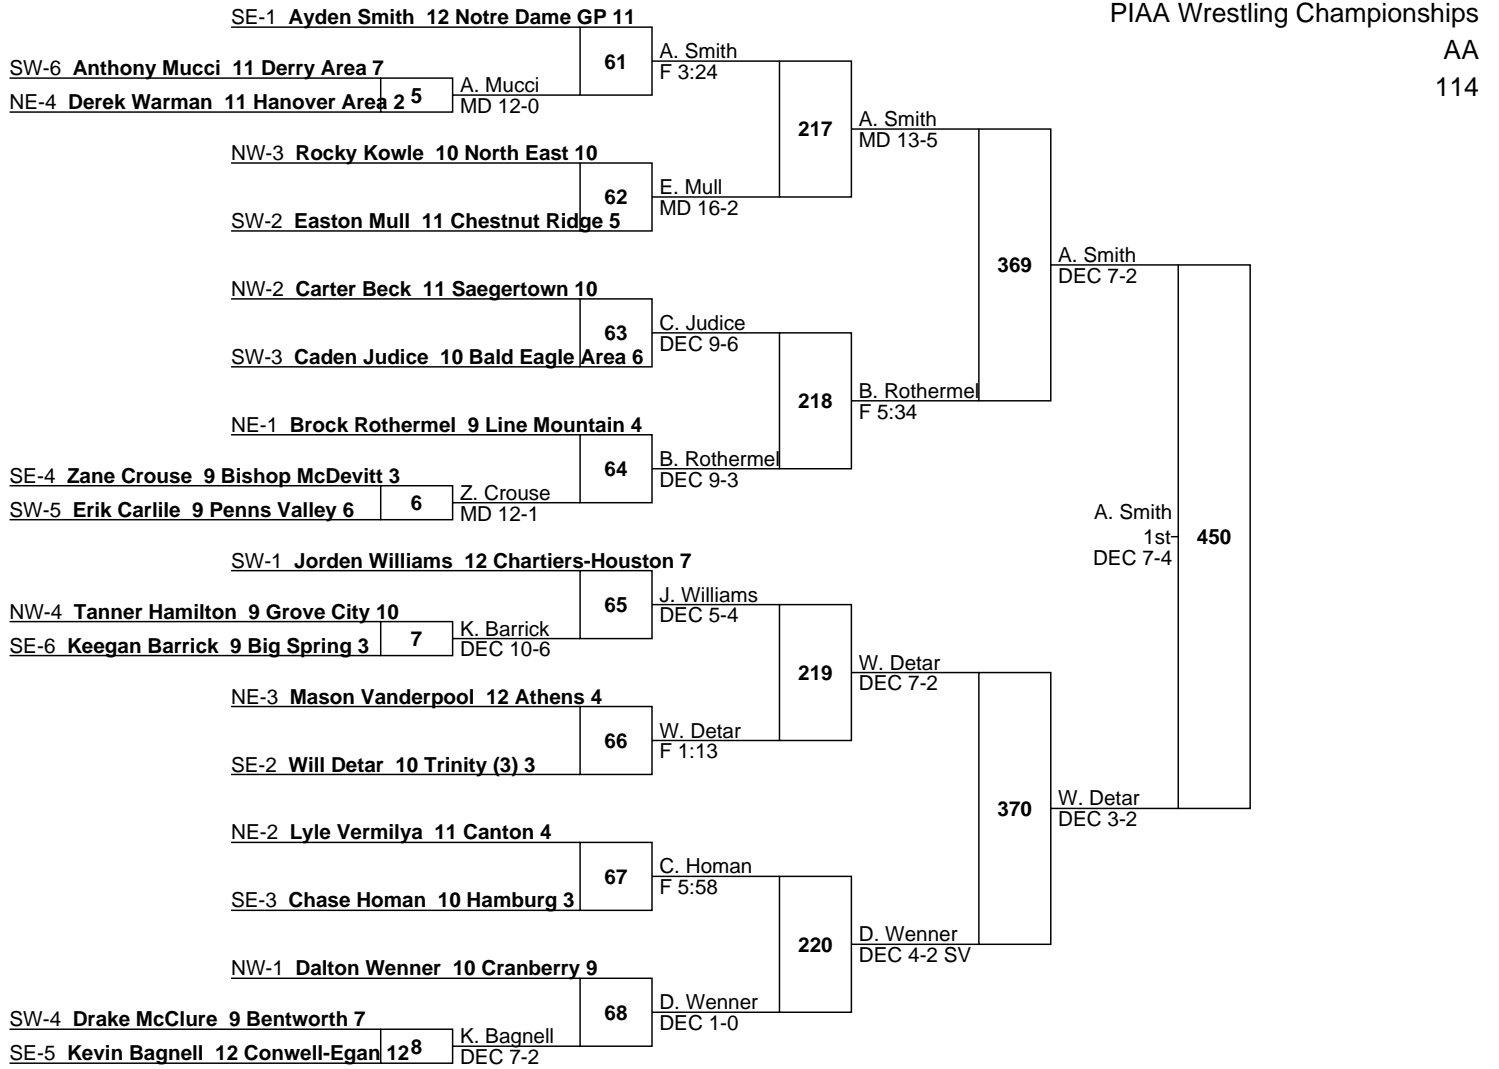 PIAA Wrestling Championships
AA
114
SE-1 Ayden Smith 12 Notre Dame GP 11
61
A. Smith
F 3:24
SW-6 Anthony Mucci 11 Derry Area 7
NE-4 Derek Warman 11 Hanover Area 2
5
A. Mucci
MD 12-0
217
A. Smith
MD 13-5
NW-3 Rocky Kowle 10 North East 10
62
E. Mull
MD 16-2
SW-2 Easton Mull 11 Chestnut Ridge 5
369
A. Smith
DEC 7-2
NW-2 Carter Beck 11 Saegertown 10
63
C. Judice
DEC 9-6
SW-3 Caden Judice 10 Bald Eagle Area 6
218
B. Rothermel
F 5:34
NE-1 Brock Rothermel 9 Line Mountain 4
64
B. Rothermel
DEC 9-3
SE-4 Zane Crouse 9 Bishop McDevitt 3
SW-5 Erik Carlile 9 Penns Valley 6
6
Z. Crouse
MD 12-1
A. Smith
1st
DEC 7-4
450
SW-1 Jorden Williams 12 Chartiers-Houston 7
65
J. Williams
DEC 5-4
NW-4 Tanner Hamilton 9 Grove City 10
SE-6 Keegan Barrick 9 Big Spring 3
7
K. Barrick
DEC 10-6
219
W. Detar
DEC 7-2
NE-3 Mason Vanderpool 12 Athens 4
66
W. Detar
F 1:13
SE-2 Will Detar 10 Trinity (3) 3
370
W. Detar
DEC 3-2
NE-2 Lyle Vermilya 11 Canton 4
67
C. Homan
F 5:58
SE-3 Chase Homan 10 Hamburg 3
220
D. Wenner
DEC 4-2 SV
NW-1 Dalton Wenner 10 Cranberry 9
68
D. Wenner
DEC 1-0
SW-4 Drake McClure 9 Bentworth 7
SE-5 Kevin Bagnell 12 Conwell-Egan 12
8
K. Bagnell
DEC 7-2